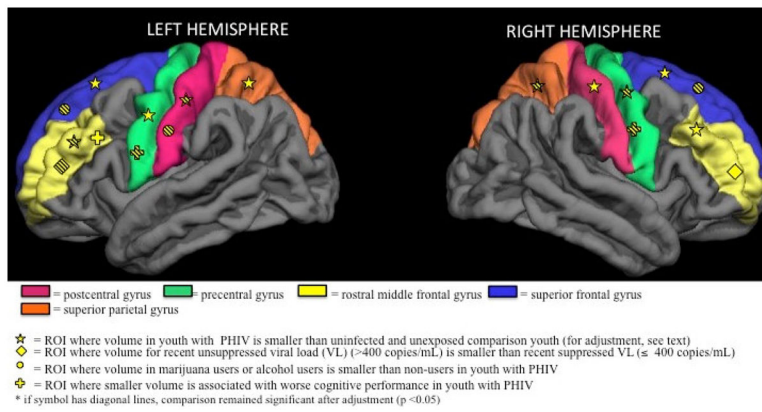 LEFT HEMISPHERE
RIGHT HEMISPHERE
= postcentral gyrus = precentral gyrus = rostral middle frontal gyrus = superior frontal gyrus
= superior parietal gyrus
= ROI where volume in youth with PHIV is smaller than uninfected and unexposed comparison youth (for adjustment, see text)
= ROI where volume for recent unsuppressed viral load (VL) (>400 copies/mL) is smaller than recent suppressed VL (≤ 400 copies/mL)
= ROI where volume in marijuana users or alcohol users is smaller than non-users in youth with PHIV
= ROI where smaller volume is associated with worse cognitive performance in youth with PHIV
* if symbol has diagonal lines, comparison remained significant after adjustment (p <0.05)